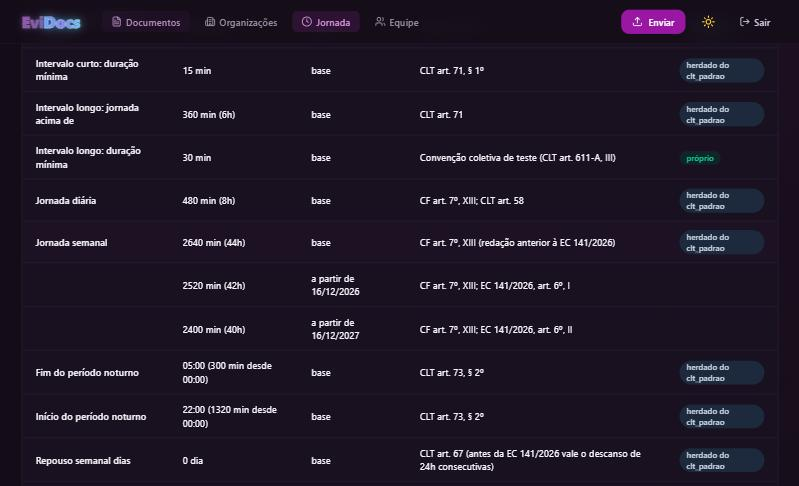 EviDocs Documentos Organizações Jornada Equipe Enviar Sair
Intervalo curto: duração
mínima
15 min
base
CLT art. 71, § 1º
herdado do
clt_padrao
Intervalo longo: jornada
acima de
360 min (6h)
base
CLT art. 71
herdado do
clt_padrao
Intervalo longo: duração
mínima
30 min
base
Convenção coletiva de teste (CLT art. 611-A, III)
próprio
Jornada diária
480 min (8h)
base
CF art. 7º, XIII; CLT art. 58
herdado do
clt_padrao
Jornada semanal
2640 min (44h)
base
CF art. 7º, XIII (redação anterior à EC 141/2026)
herdado do
clt_padrao
2520 min (42h)
a partir de
16/12/2026
CF art. 7º, XIII; EC 141/2026, art. 6º, I
2400 min (40h)
a partir de
16/12/2027
CF art. 7º, XIII; EC 141/2026, art. 6º, II
Fim do período noturno
05:00 (300 min desde
00:00)
base
CLT art. 73, § 2º
herdado do
clt_padrao
Início do período noturno
22:00 (1320 min desde
00:00)
base
CLT art. 73, § 2º
herdado do
clt_padrao
Repouso semanal dias
0 dia
base
CLT art. 67 (antes da EC 141/2026 vale o descanso de
24h consecutivas)
herdado do
clt_padrao